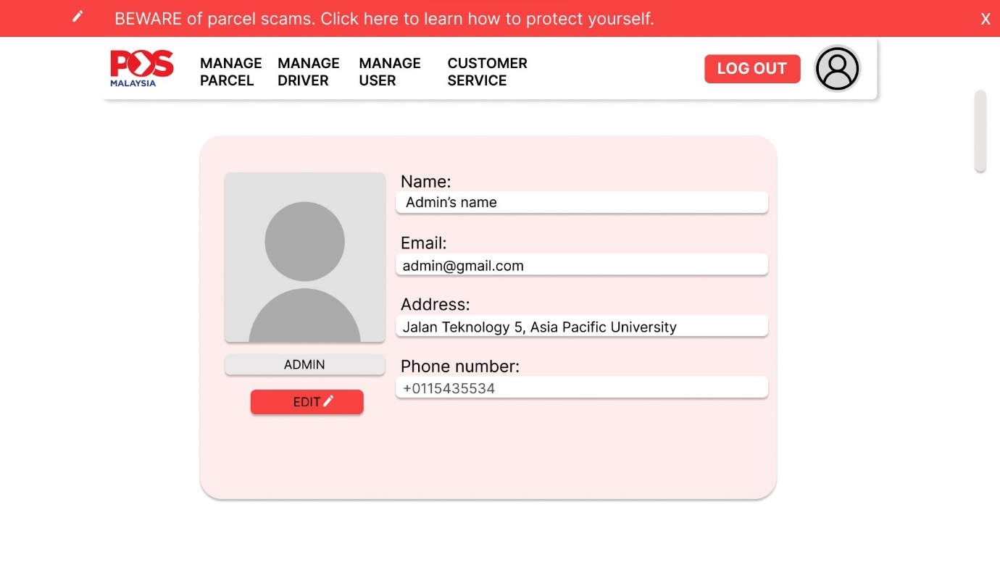 BEWARE of parcel scams. Click here to learn how to protect yourself.
X
POS
MALAYSIA
MANAGE PARCEL
MANAGE DRIVER
MANAGE USER
CUSTOMER SERVICE
LOG OUT
Name:
Admin’s name
Email:
admin@gmail.com
Address:
Jalan Teknology 5, Asia Pacific University
Phone number:
+0115435534
ADMIN
EDIT